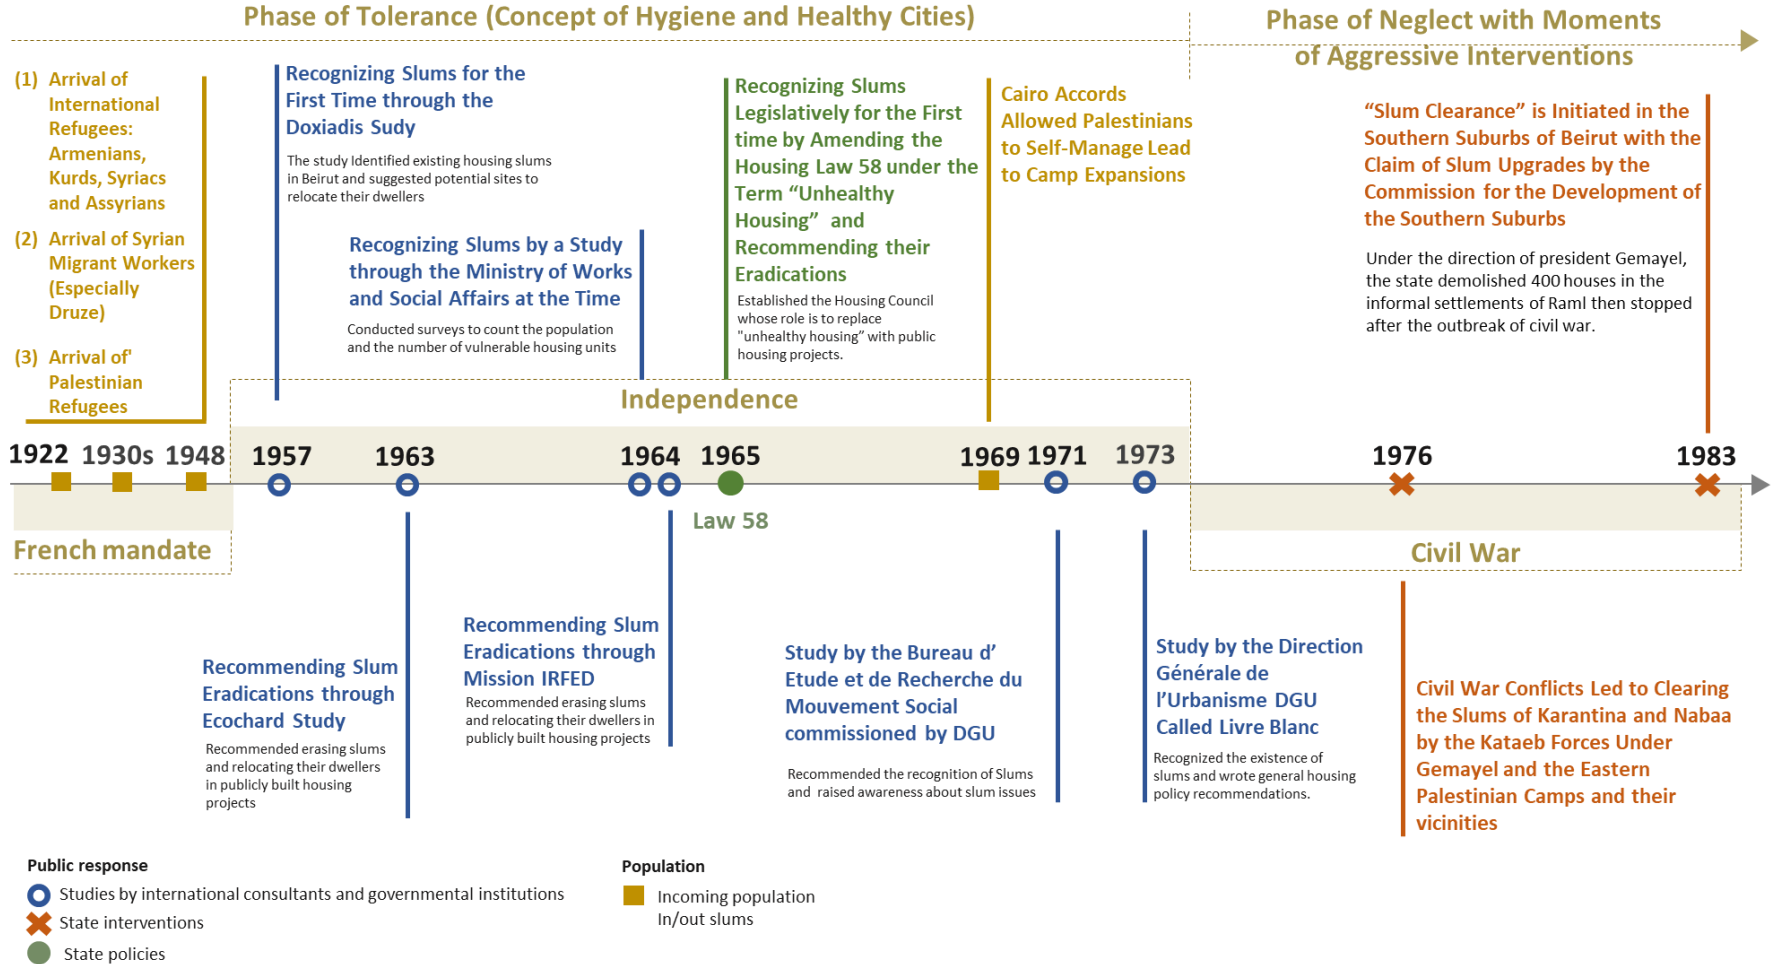 Phase of Tolerance (Concept of Hygiene and Healthy Cities)
Phase of Neglect with Moments
of Aggressive Interventions
(1) Arrival of
International
Refugees:
Armenians,
Kurds, Syriacs
and Assyrians
(2) Arrival of Syrian
Migrant Workers
(Especially
Druze)
(3) Arrival of'
Palestinian
Refugees
Recognizing Slums for the
First Time through the
Doxiadis Sudy
The study Identified existing housing slums
in Beirut and suggested potential sites to
relocate their dwellers
Recognizing Slums by a Study
through the Ministry of Works
and Social Affairs at the Time
Conducted surveys to count the population
and the number of vulnerable housing units
Recognizing Slums
Legislatively for the First
time by Amending the
Housing Law 58 under the
Term “Unhealthy
Housing” and
Recommending their
Eradications
Established the Housing Council
whose role is to replace
"unhealthy housing” with public
housing projects.
Cairo Accords
Allowed Palestinians
to Self-Manage Lead
to Camp Expansions
“Slum Clearance” is Initiated in the
Southern Suburbs of Beirut with the
Claim of Slum Upgrades by the
Commission for the Development of
the Southern Suburbs
Under the direction of president Gemayel,
the state demolished 400 houses in the
informal settlements of Raml then stopped
after the outbreak of civil war.
Independence
1922 1930s 1948 1957 1963 1964 1965 1969 1971 1973 1976 1983
Law 58
French mandate
Civil War
Recommending Slum
Eradications through
Ecochard Study
Recommended erasing slums
and relocating their dwellers
in publicly built housing
projects
Recommending Slum
Eradications through
Mission IRFED
Recommended erasing slums
and relocating their dwellers in
publicly built housing projects
Study by the Bureau d’
Etude et de Recherche du
Mouvement Social
commissioned by DGU
Recommended the recognition of Slums
and raised awareness about slum issues
Study by the Direction
Générale de
l’Urbanisme DGU
Called Livre Blanc
Recognized the existence of
slums and wrote general housing
policy recommendations.
Civil War Conflicts Led to Clearing
the Slums of Karantina and Nabaa
by the Kataeb Forces Under
Gemayel and the Eastern
Palestinian Camps and their
vicinities
Public response
Studies by international consultants and governmental institutions
State interventions
State policies
Population
Incoming population
In/out slums